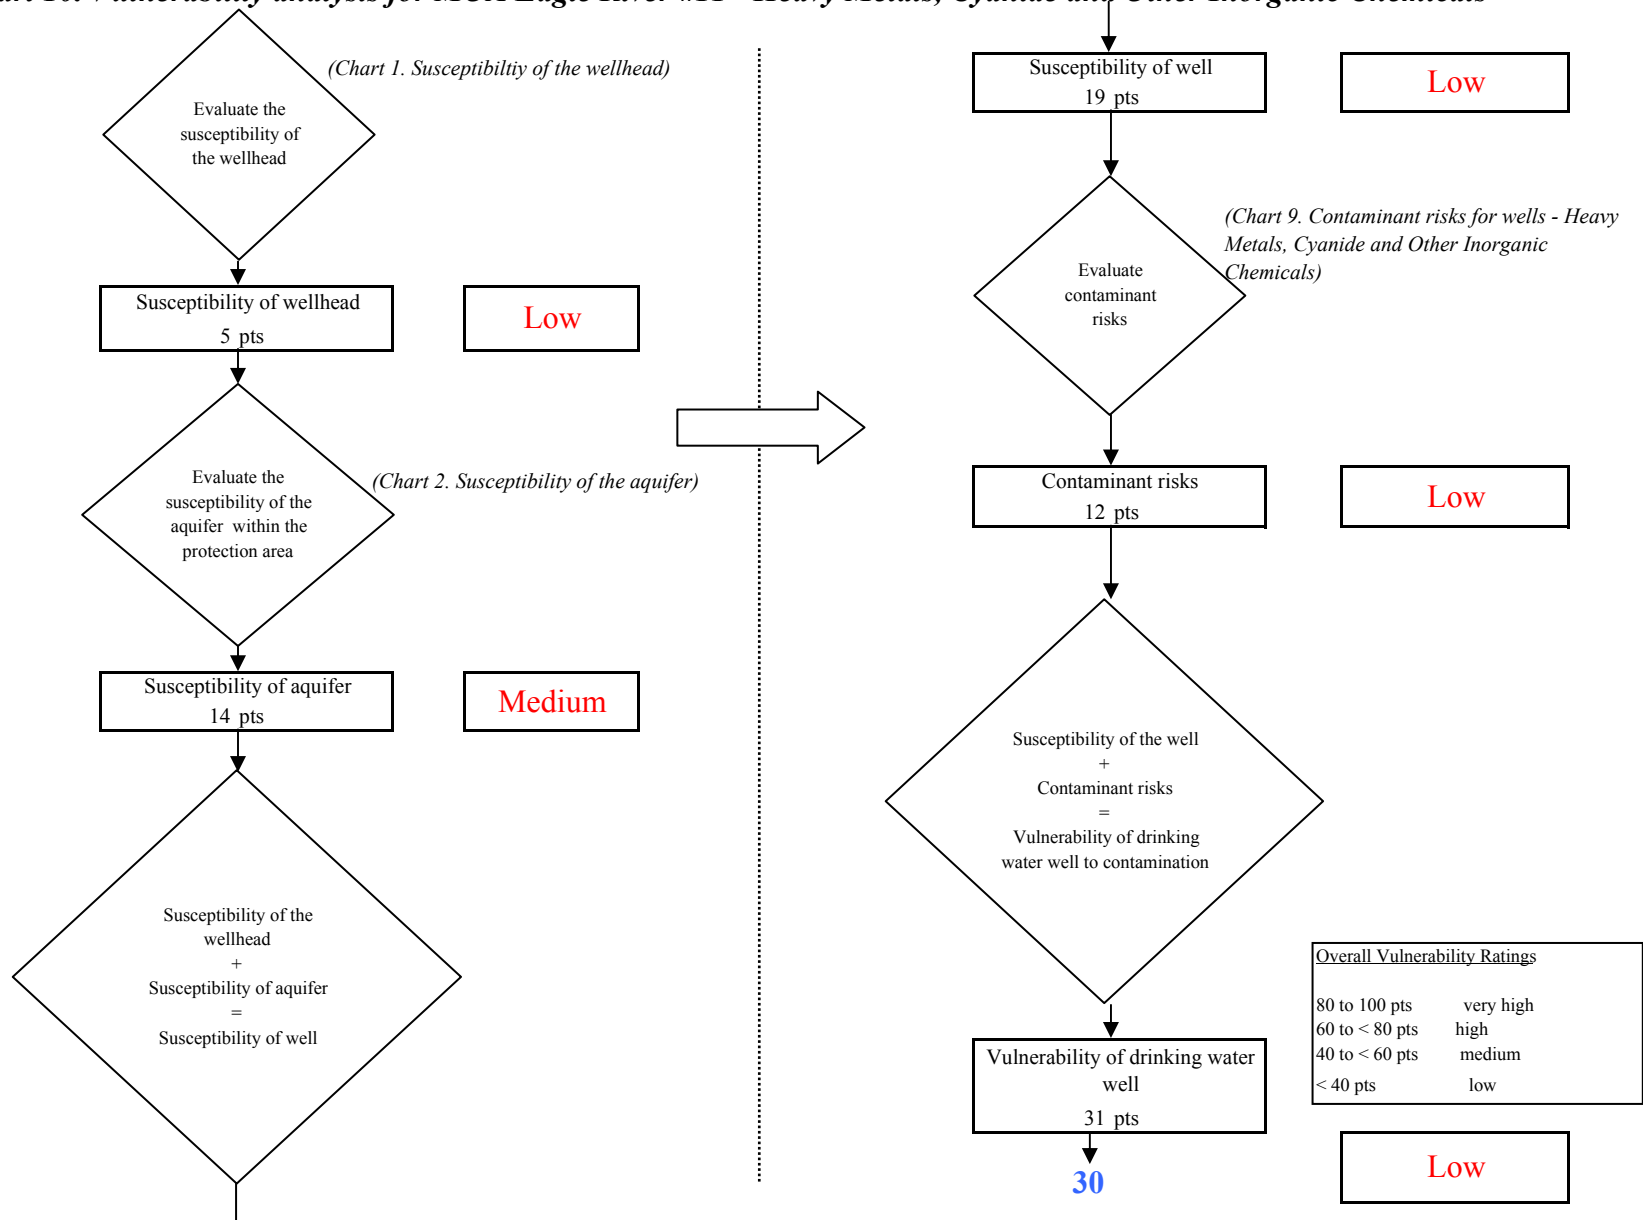 (Chart 1. Susceptibiltiy of the wellhead)
Evaluate the
susceptibility of
the wellhead
Susceptibility of wellhead
5 pts
Low
Evaluate the
susceptibility of the
aquifer within the
protection area
(Chart 2. Susceptibility of the aquifer)
Susceptibility of aquifer
14 pts
Medium
Susceptibility of the
wellhead
+
Susceptibility of aquifer
=
Susceptibility of well
Susceptibility of well
19 pts
Low
(Chart 9. Contaminant risks for wells - Heavy
Metals, Cyanide and Other Inorganic
Chemicals)
Evaluate
contaminant
risks
Contaminant risks
12 pts
Low
Susceptibility of the well
+
Contaminant risks
=
Vulnerability of drinking
water well to contamination
Overall Vulnerability Ratings
80 to 100 pts very high
60 to < 80 pts high
40 to < 60 pts medium
< 40 pts low
Vulnerability of drinking water
well
31 pts
30
Low